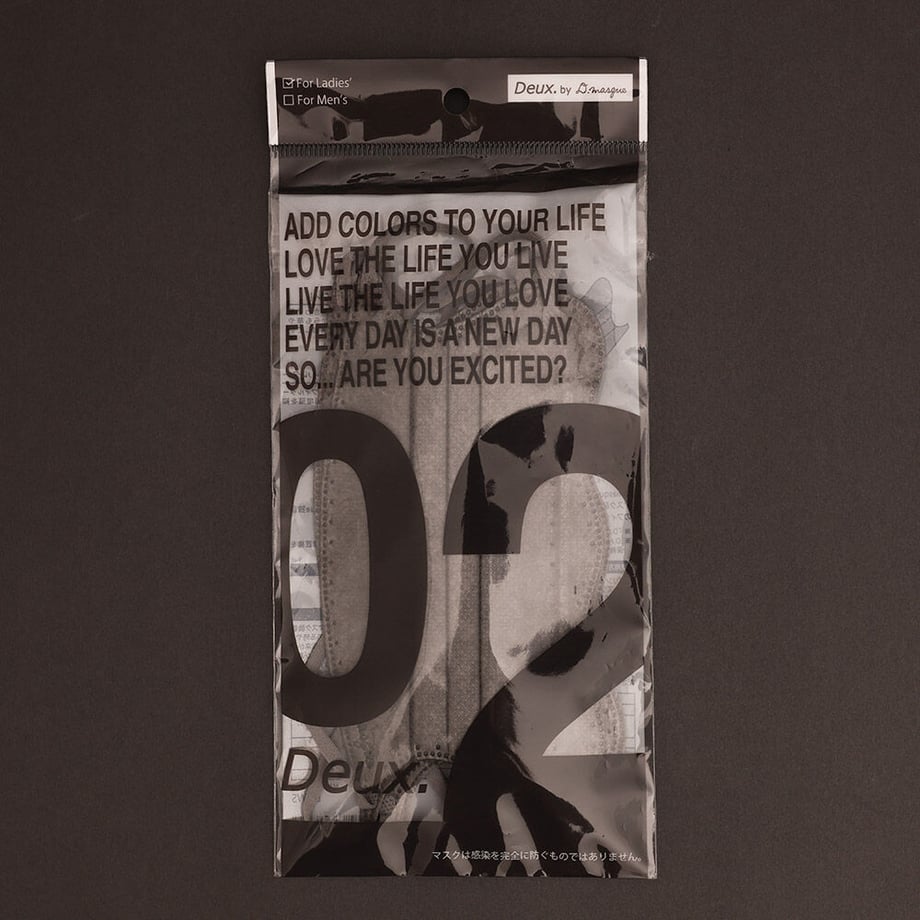 For Ladies'
For Men's
Deux. by D.masque
ADD COLORS TO YOUR LIFE
LOVE THE LIFE YOU LIVE
LIVE THE LIFE YOU LOVE
EVERY DAY IS A NEW DAY
SO... ARE YOU EXCITED?
02
Deux.
マスクは感染を完全に防ぐものではありません。